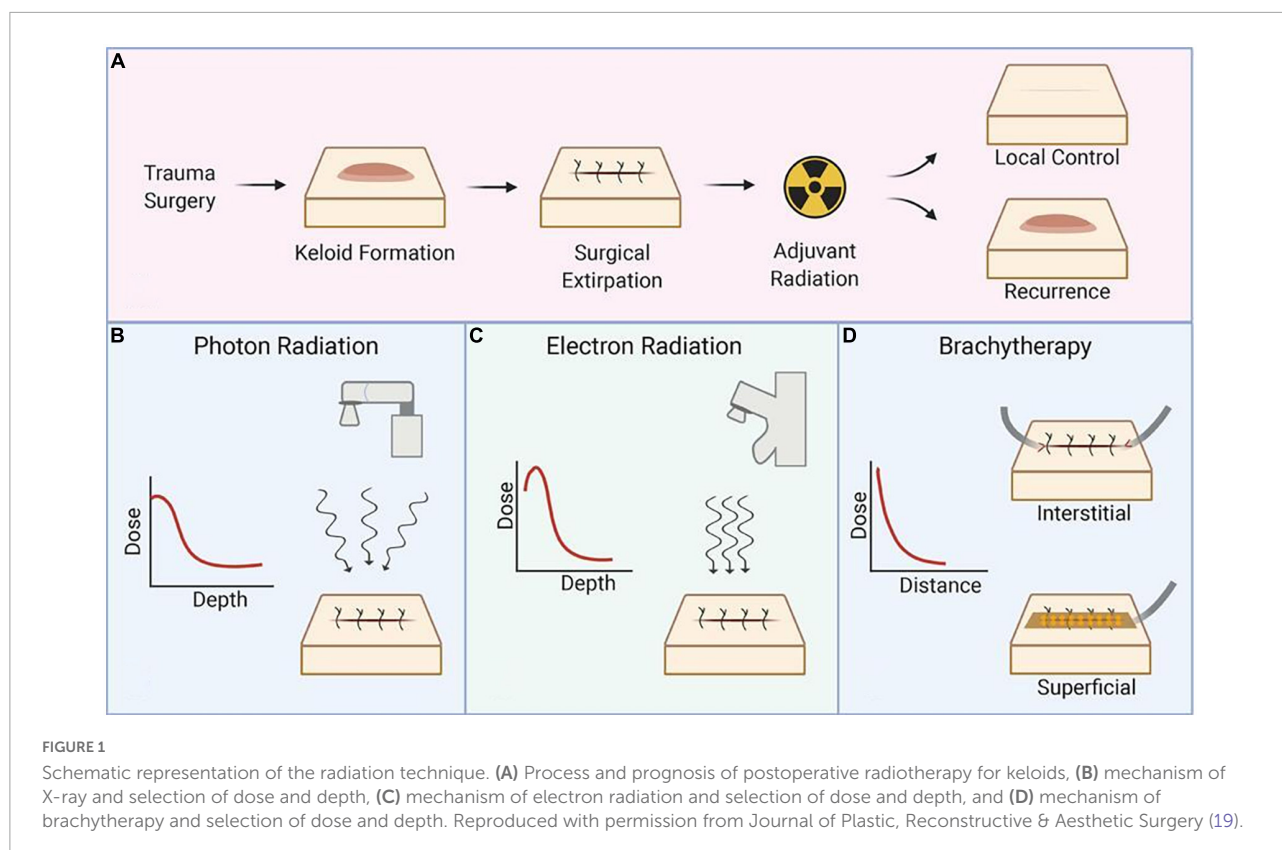 A
Trauma
Surgery
Keloid Formation
Surgical
Extirpation
Adjuvant
Radiation
Local Control
Recurrence
B
Photon Radiation
Dose
Depth
C
Electron Radiation
Dose
Depth
D
Brachytherapy
Dose
Distance
Interstitial
Superficial
FIGURE 1
Schematic representation of the radiation technique. (A) Process and prognosis of postoperative radiotherapy for keloids, (B) mechanism of
X-ray and selection of dose and depth, (C) mechanism of electron radiation and selection of dose and depth, and (D) mechanism of
brachytherapy and selection of dose and depth. Reproduced with permission from Journal of Plastic, Reconstructive & Aesthetic Surgery (19).